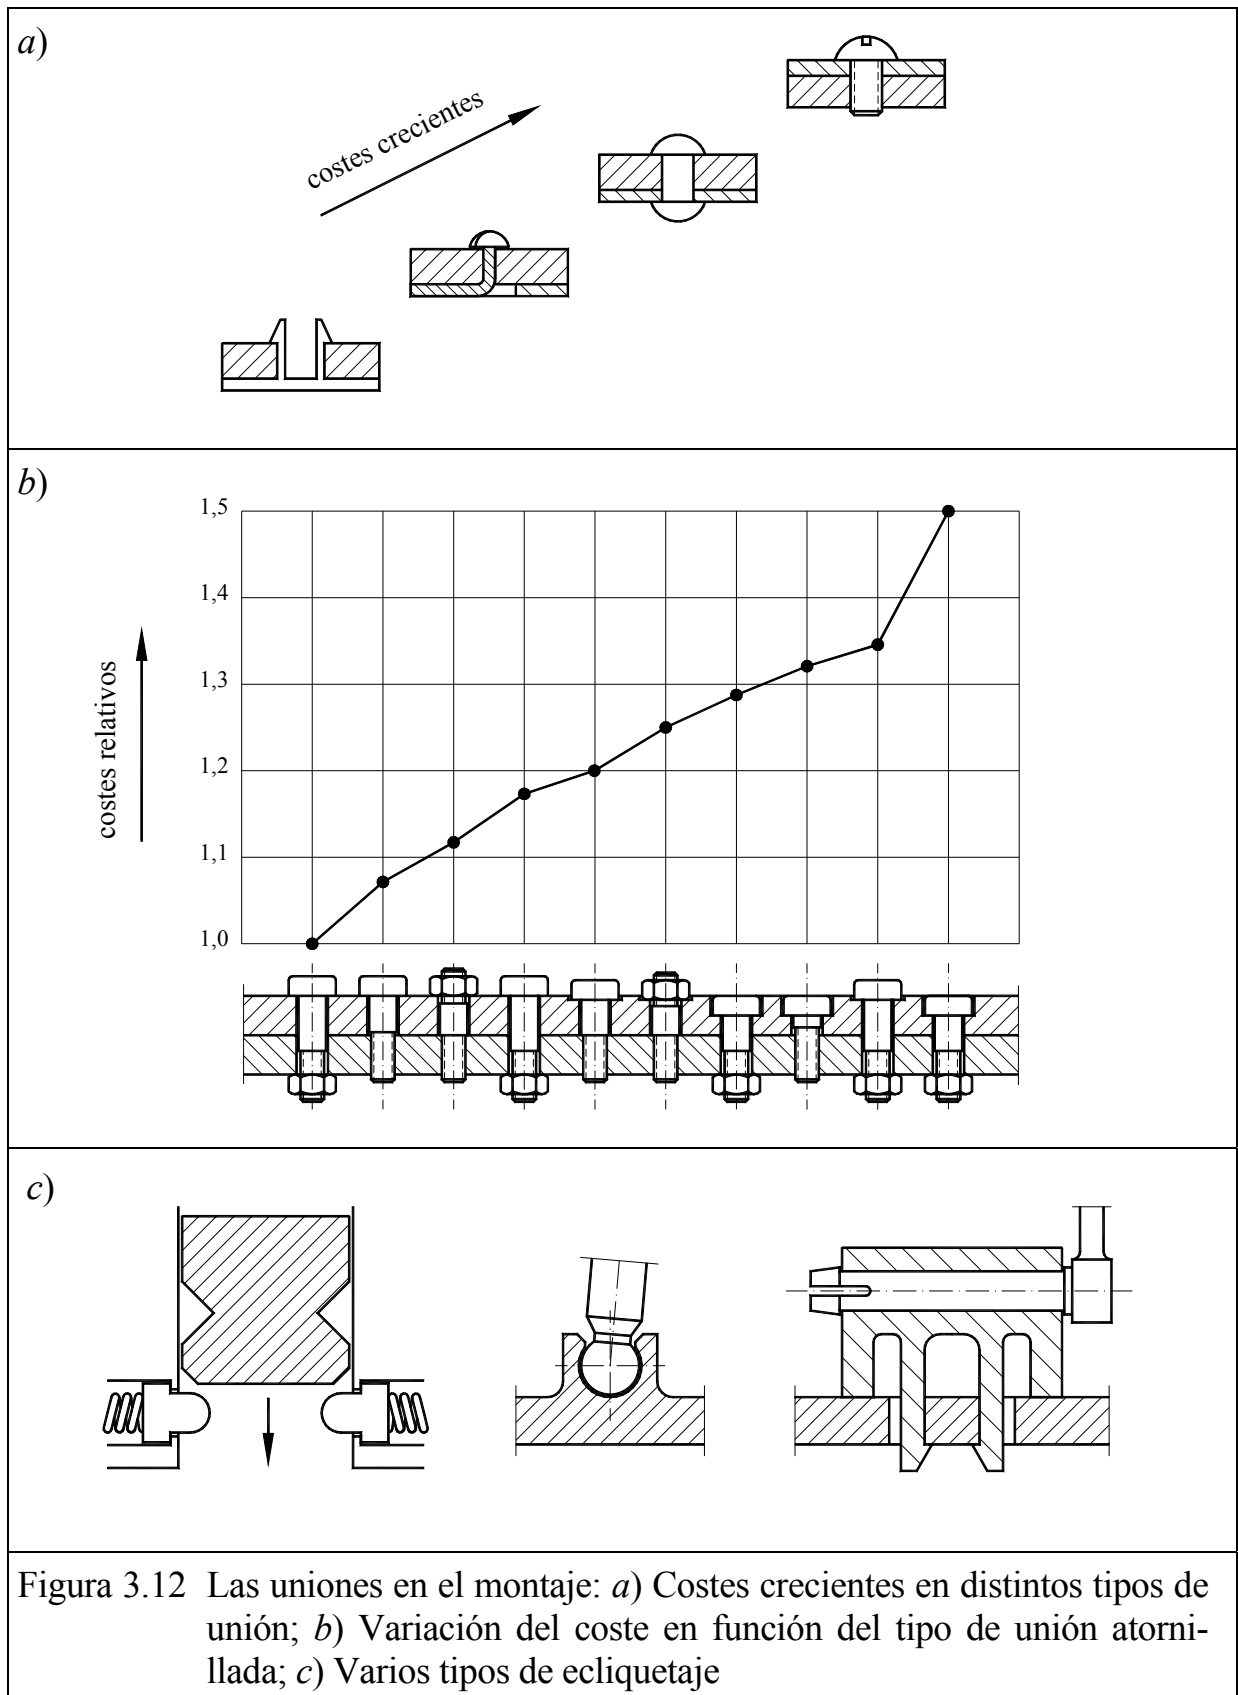 a)
costes crecientes
b)
1,5
1,4
1,3
1,2
1,1
1,0
costes relativos
c)
Figura 3.12 Las uniones en el montaje: a) Costes crecientes en distintos tipos de
unión; b) Variación del coste en función del tipo de unión atorni-
llada; c) Varios tipos de ecliquetaje